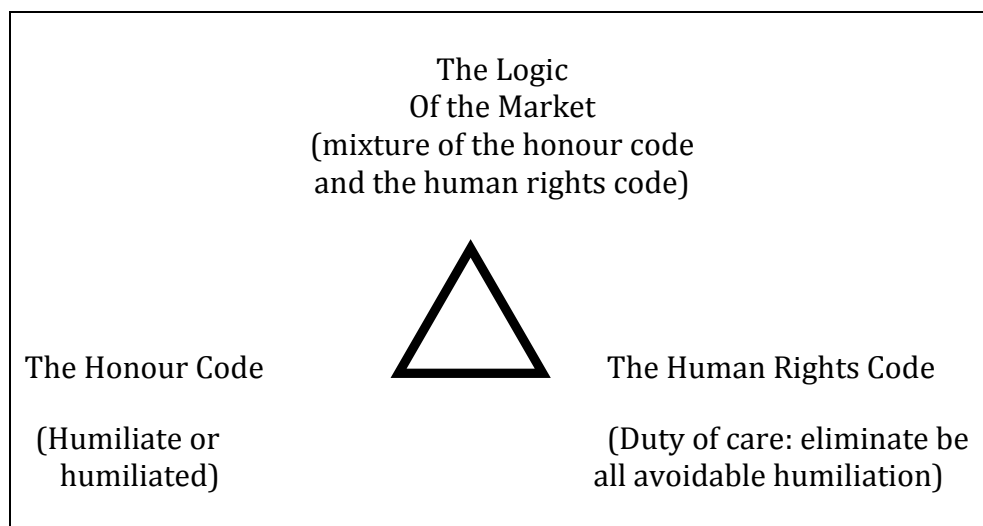 The Logic
Of the Market
(mixture of the honour code
and the human rights code)
The Honour Code
The Human Rights Code
(Humiliate or
humiliated)
(Duty of care: eliminate be
all avoidable humiliation)